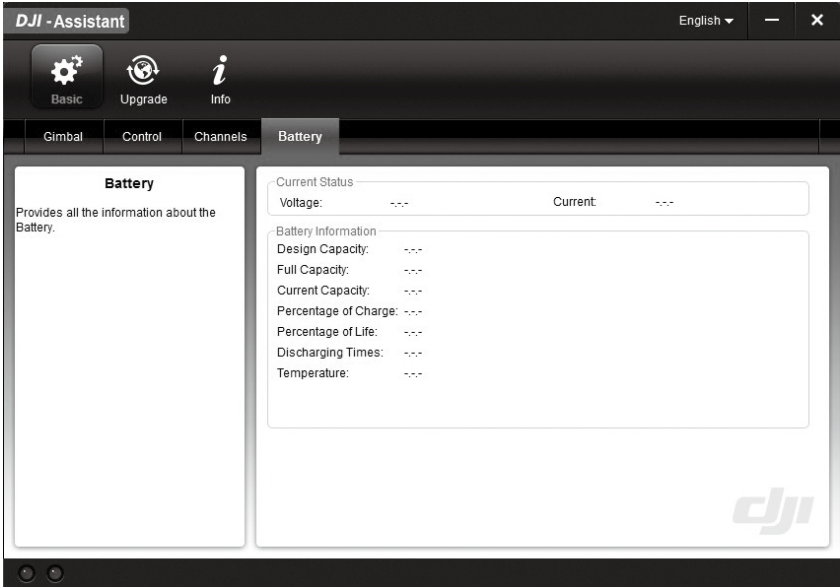 DJI - Assistant
English
Basic
Upgrade
Info
Gimbal
Control
Channels
Battery
Battery
Provides all the information about the
Battery.
Current Status
Voltage: -.-.- Current: -.-.-
Battery Information
Design Capacity: -.-.-
Full Capacity: -.-.-
Current Capacity: -.-.-
Percentage of Charge: -.-.-
Percentage of Life: -.-.-
Discharging Times: -.-.-
Temperature: -.-.-
dji